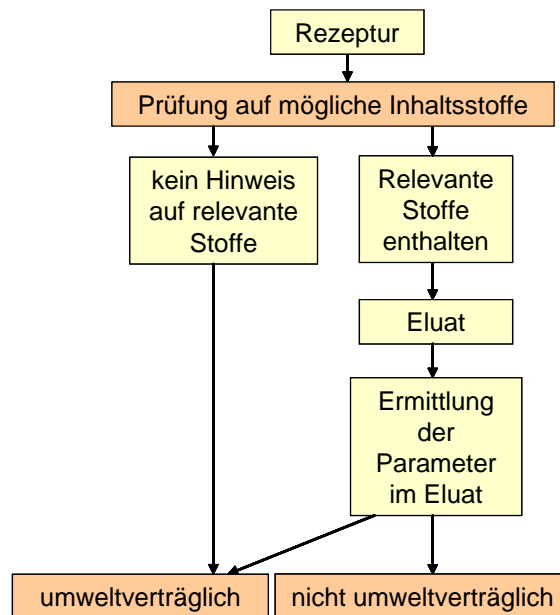 Rezeptur
Prüfung auf mögliche Inhaltsstoffe
kein Hinweis
auf relevante
Stoffe
Relevante
Stoffe
enthalten
Eluat
Ermittlung
der
Parameter
im Eluat
umweltverträglich
nicht umweltverträglich